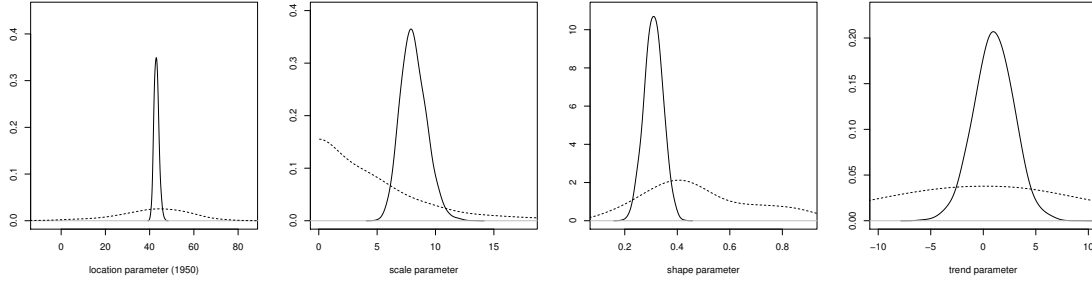 0.0 0.1 0.2 0.3 0.4
0 20 40 60 80
location parameter (1950)
0.0 0.1 0.2 0.3 0.4
0 5 10 15
scale parameter
0 2 4 6 8 10
0.2 0.4 0.6 0.8
shape parameter
0.00 0.05 0.10 0.15 0.20
−10 −5 0 5 10
trend parameter